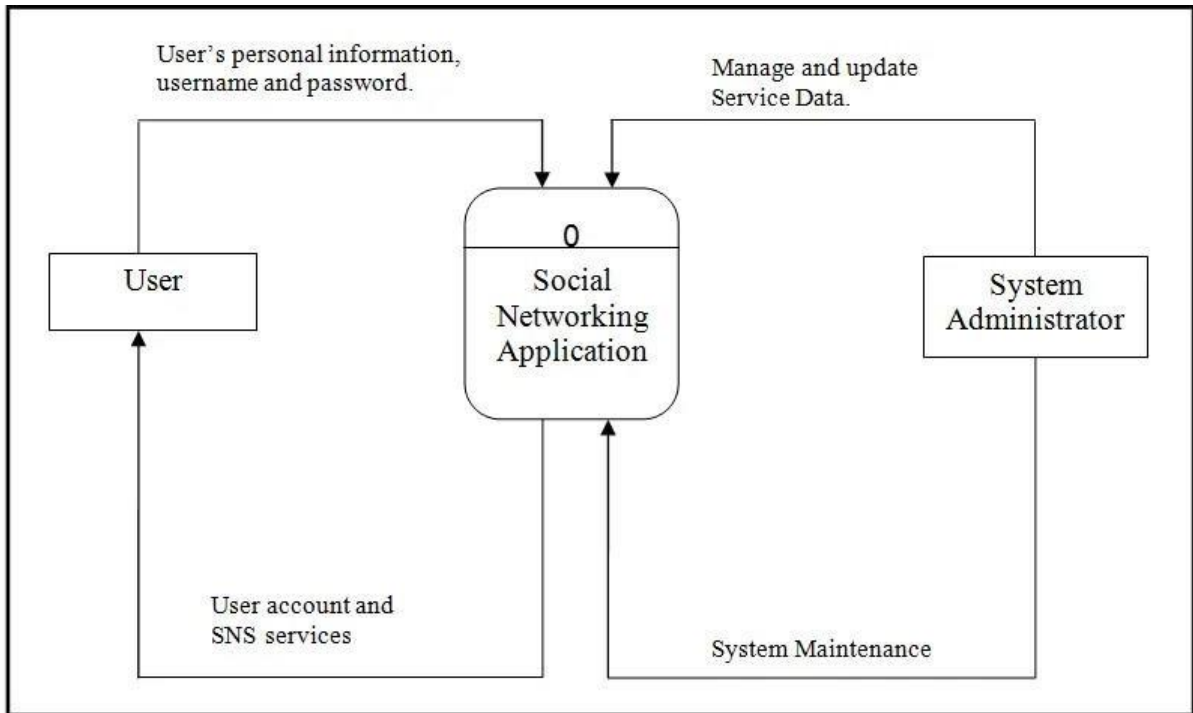 User’s personal information,
username and password.
Manage and update
Service Data.
0
Social
Networking
Application
User
System
Administrator
User account and
SNS services
System Maintenance